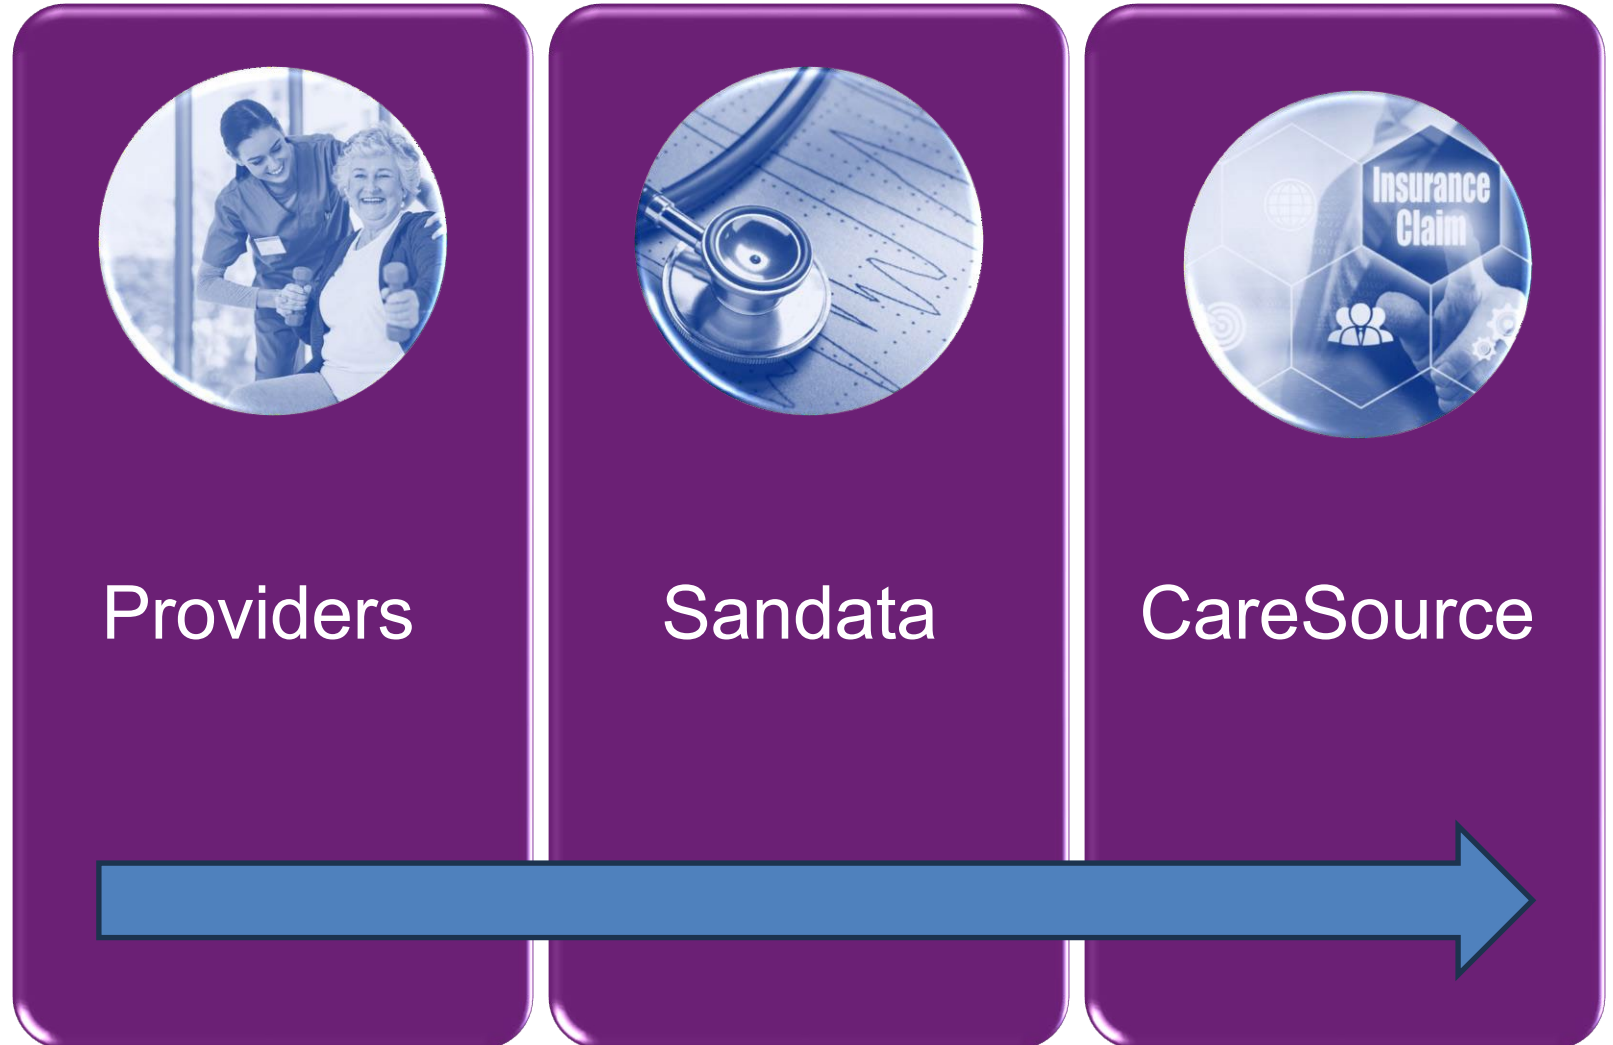 Insurance
Claim
Providers
Sandata
CareSource